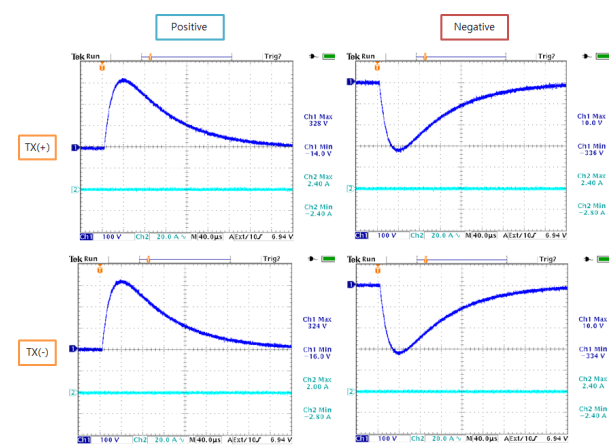 Positive
Negative
Tek Run
Trig?
Ch1 Max
328 V
Ch1 Min
-14.0 V
Ch2 Max
2.40 A
Ch2 Min
-2.40 A
Ch1 100 V Ch2 20.0 A M 40.0µs A Ext/10 6.94 V
Tek Run
Trig?
Ch1 Max
10.0 V
Ch1 Min
-336 V
Ch2 Max
2.40 A
Ch2 Min
-2.80 A
Ch1 100 V Ch2 20.0 A M 40.0µs A Ext/10 6.94 V
TX(+)
Tek Run
Trig?
Ch1 Max
324 V
Ch1 Min
-16.0 V
Ch2 Max
2.00 A
Ch2 Min
-2.80 A
Ch1 100 V Ch2 20.0 A M 40.0µs A Ext/10 6.94 V
Tek Run
Trig?
Ch1 Max
10.0 V
Ch1 Min
-334 V
Ch2 Max
2.40 A
Ch2 Min
-2.40 A
Ch1 100 V Ch2 20.0 A M 40.0µs A Ext/10 6.94 V
TX(-)